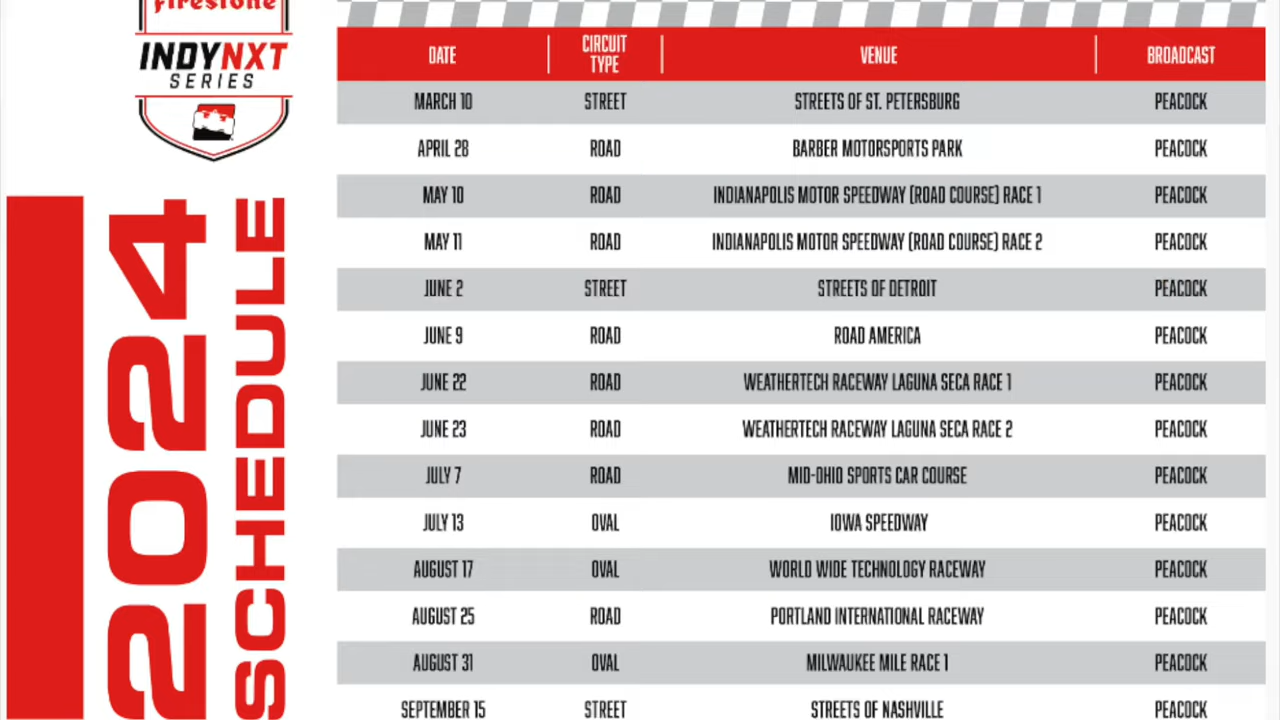 Firestone
INDYNXT
SERIES
2024
SCHEDULE
DATE CIRCUIT TYPE VENUE BROADCAST
MARCH 10 STREET STREETS OF ST. PETERSBURG PEACOCK
APRIL 28 ROAD BARBER MOTORSPORTS PARK PEACOCK
MAY 10 ROAD INDIANAPOLIS MOTOR SPEEDWAY (ROAD COURSE) RACE 1 PEACOCK
MAY 11 ROAD INDIANAPOLIS MOTOR SPEEDWAY (ROAD COURSE) RACE 2 PEACOCK
JUNE 2 STREET STREETS OF DETROIT PEACOCK
JUNE 9 ROAD ROAD AMERICA PEACOCK
JUNE 22 ROAD WEATHERTECH RACEWAY LAGUNA SECA RACE 1 PEACOCK
JUNE 23 ROAD WEATHERTECH RACEWAY LAGUNA SECA RACE 2 PEACOCK
JULY 7 ROAD MID-OHIO SPORTS CAR COURSE PEACOCK
JULY 13 OVAL IOWA SPEEDWAY PEACOCK
AUGUST 17 OVAL WORLD WIDE TECHNOLOGY RACEWAY PEACOCK
AUGUST 25 ROAD PORTLAND INTERNATIONAL RACEWAY PEACOCK
AUGUST 31 OVAL MILWAUKEE MILE RACE 1 PEACOCK
SEPTEMBER 15 STREET STREETS OF NASHVILLE PEACOCK